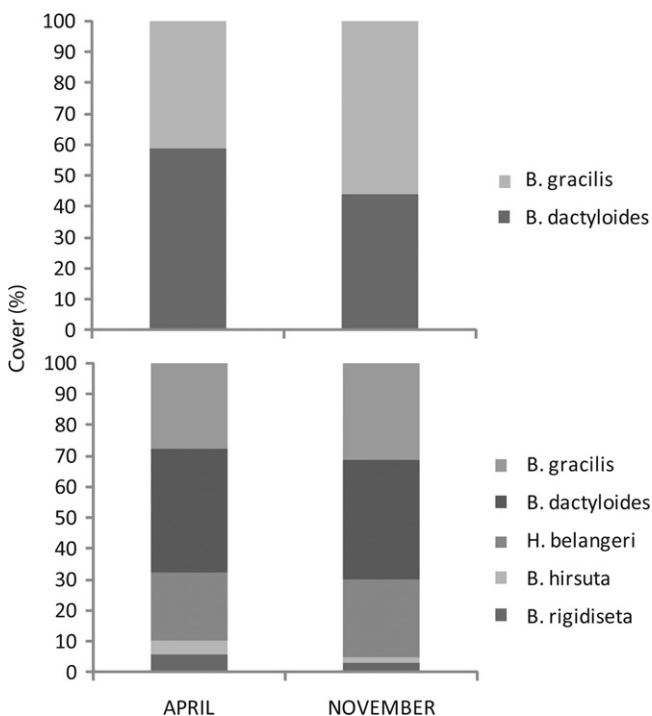 100
90
80
70
60
50
40
30
20
10
0
B. gracilis
B. dactyloides
Cover (%)
100
90
80
70
60
50
40
30
20
10
0
B. gracilis
B. dactyloides
H. belangeri
B. hirsuta
B. rigidiseta
APRIL NOVEMBER